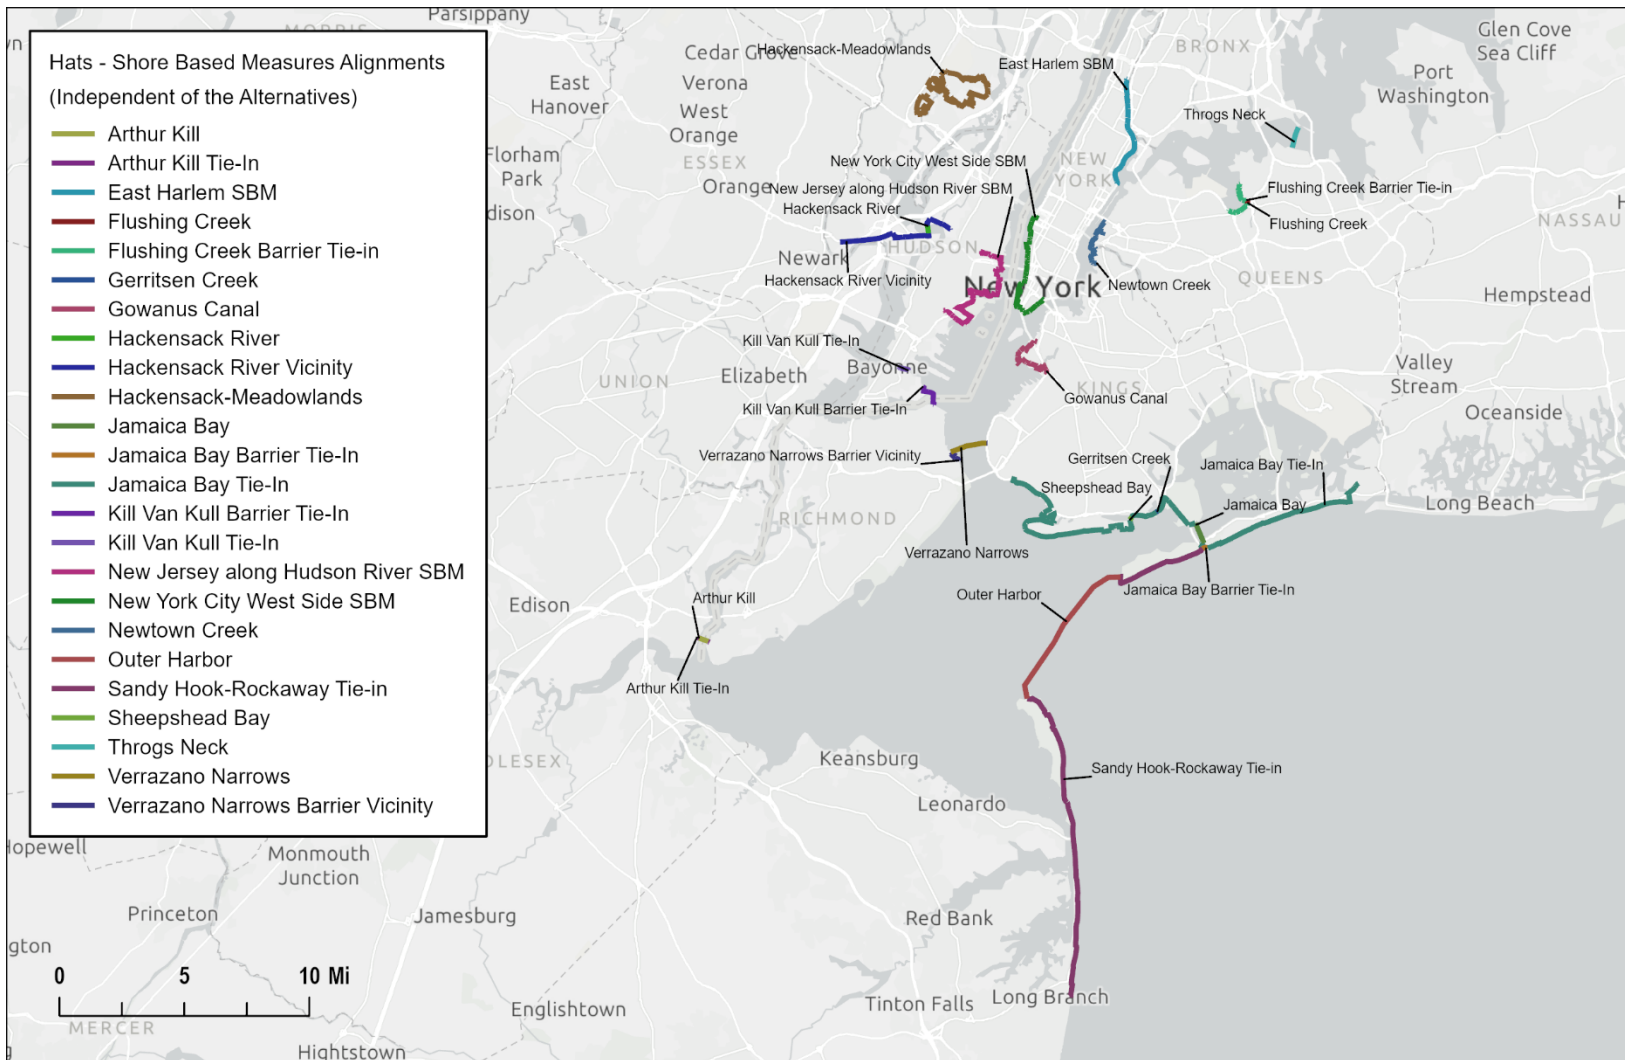 Parsippany
MORRIS
Glen Cove
Sea Cliff
Cedar Grove
Hackensack-Meadowlands
BRONX
East Harlem SBM
Port
Washington
East
Hanover
Verona
West
Orange
Throgs Neck
Florham
Park
ESSEX
Orange
New York City West Side SBM
NEW
YORK
New Jersey along Hudson River SBM
Hackensack River
Flushing Creek Barrier Tie-in
Flushing Creek
NASSAU
dison
HUDSON
Newark
Hackensack River Vicinity
New York
Newtown Creek
QUEENS
Hempstead
Kill Van Kull Tie-In
Bayonne
Elizabeth
UNION
Kill Van Kull Barrier Tie-In
KINGS
Gowanus Canal
Valley
Stream
Oceanside
Verrazano Narrows Barrier Vicinity
Gerritsen Creek
Jamaica Bay Tie-In
Sheepshead Bay
Jamaica Bay
Long Beach
RICHMOND
Verrazano Narrows
Jamaica Bay Barrier Tie-In
Outer Harbor
Edison
Arthur Kill
Arthur Kill Tie-In
DLESEX
Keansburg
Sandy Hook-Rockaway Tie-in
Leonardo
Hopewell
Monmouth
Junction
Princeton
Jamesburg
Red Bank
gton
Englishtown
Tinton Falls
Long Branch
MERCER
Hightstown
Hats - Shore Based Measures Alignments
(Independent of the Alternatives)
Arthur Kill
Arthur Kill Tie-In
East Harlem SBM
Flushing Creek
Flushing Creek Barrier Tie-in
Gerritsen Creek
Gowanus Canal
Hackensack River
Hackensack River Vicinity
Hackensack-Meadowlands
Jamaica Bay
Jamaica Bay Barrier Tie-In
Jamaica Bay Tie-In
Kill Van Kull Barrier Tie-In
Kill Van Kull Tie-In
New Jersey along Hudson River SBM
New York City West Side SBM
Newtown Creek
Outer Harbor
Sandy Hook-Rockaway Tie-in
Sheepshead Bay
Throgs Neck
Verrazano Narrows
Verrazano Narrows Barrier Vicinity
0 5 10 Mi